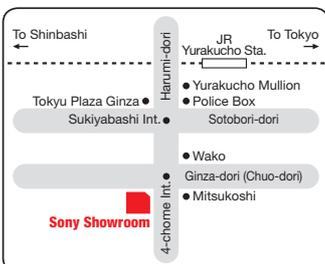 To Shinbashi
JR
Yurakucho Sta.
To Tokyo
Harumi-dori
Yurakucho Mullion
Tokyu Plaza Ginza
Police Box
Sukiyabashi Int.
Sotobori-dori
Wako
Ginza-dori (Chuo-dori)
4-chome Int.
Mitsukoshi
Sony Showroom